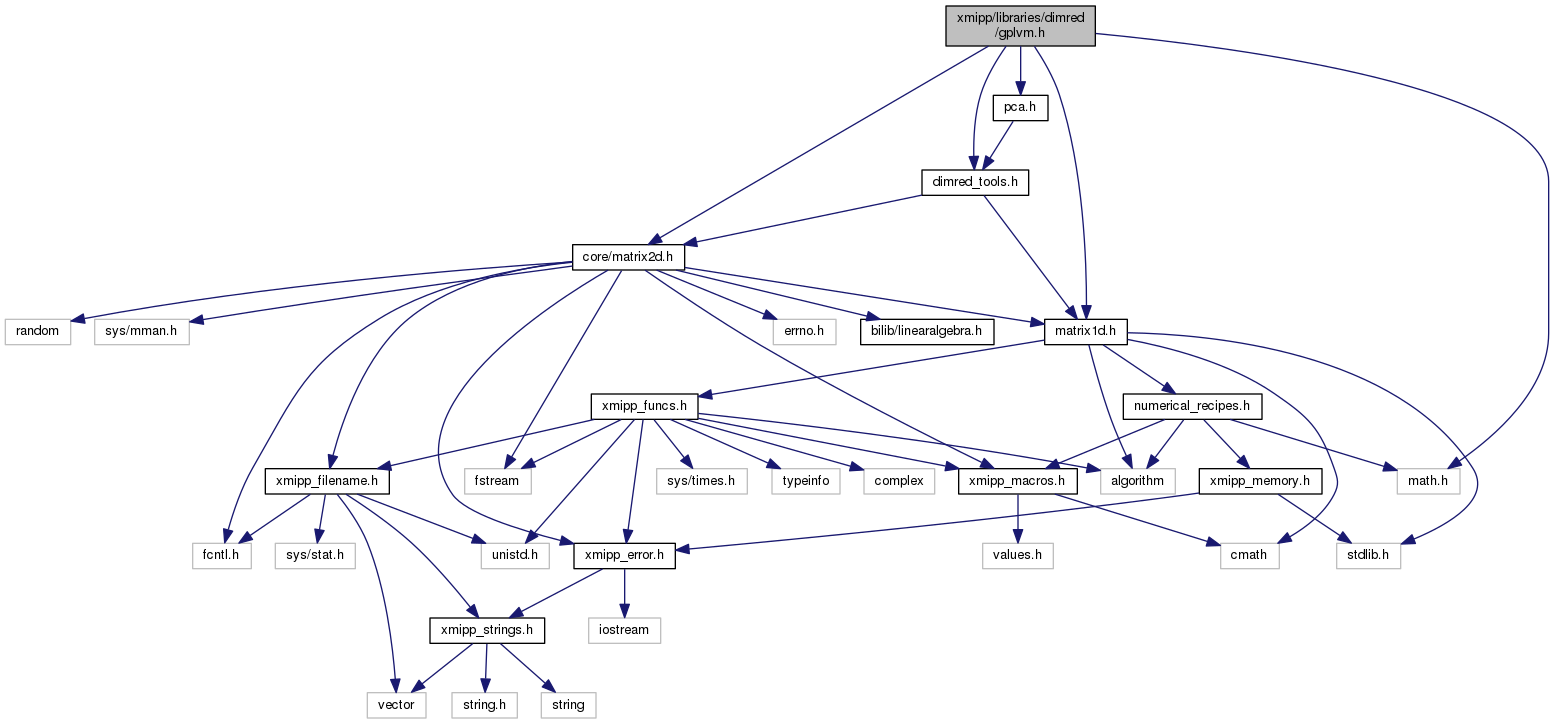 xmipp/libraries/dimred
/gplvm.h
pca.h
dimred_tools.h
core/matrix2d.h
random
sys/mman.h
errno.h
bilib/linearalgebra.h
matrix1d.h
xmipp_funcs.h
numerical_recipes.h
xmipp_filename.h
fstream
sys/times.h
typeinfo
complex
xmipp_macros.h
algorithm
xmipp_memory.h
math.h
fcntl.h
sys/stat.h
unistd.h
xmipp_error.h
values.h
cmath
stdlib.h
xmipp_strings.h
iostream
vector
string.h
string